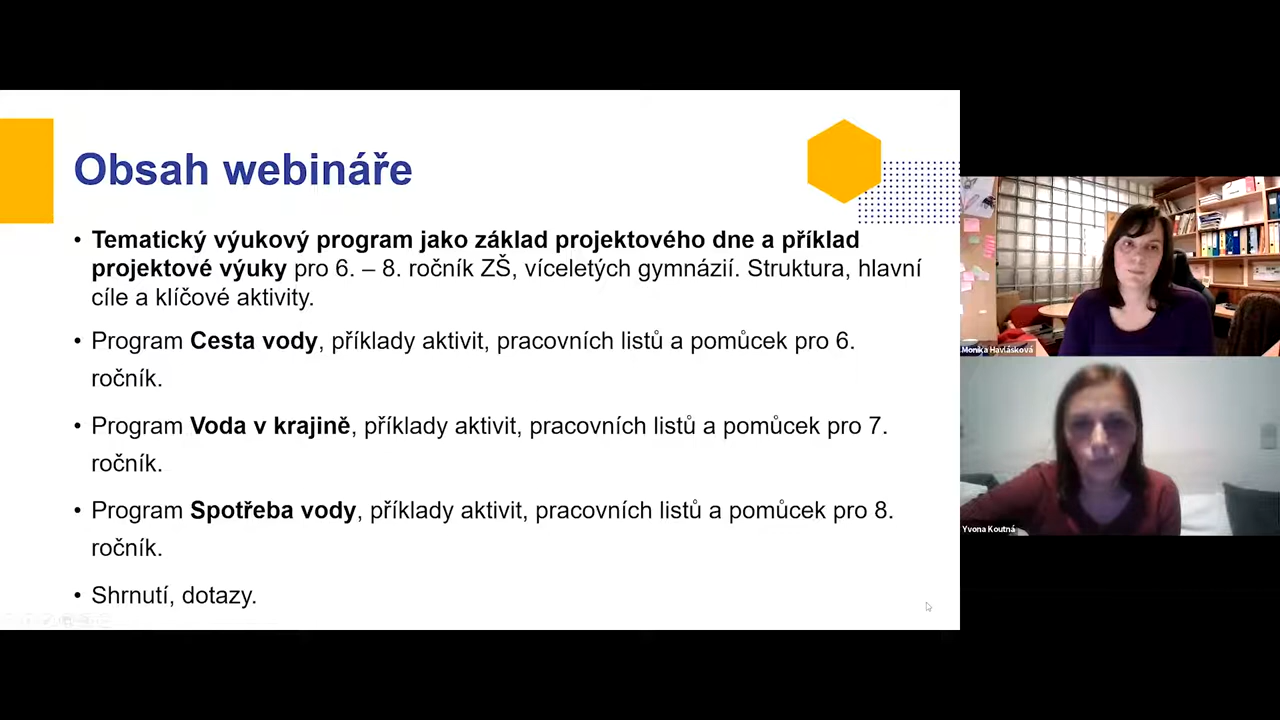 Obsah webináře
• Tematický výukový program jako základ projektového dne a příklad
projektové výuky pro 6. – 8. ročník ZŠ, víceletých gymnázií. Struktura, hlavní
cíle a klíčové aktivity.
• Program Cesta vody, příklady aktivit, pracovních listů a pomůcek pro 6.
ročník.
• Program Voda v krajině, příklady aktivit, pracovních listů a pomůcek pro 7.
ročník.
• Program Spotřeba vody, příklady aktivit, pracovních listů a pomůcek pro 8.
ročník.
• Shrnutí, dotazy.
Monika Havlásková
Yvona Koutná